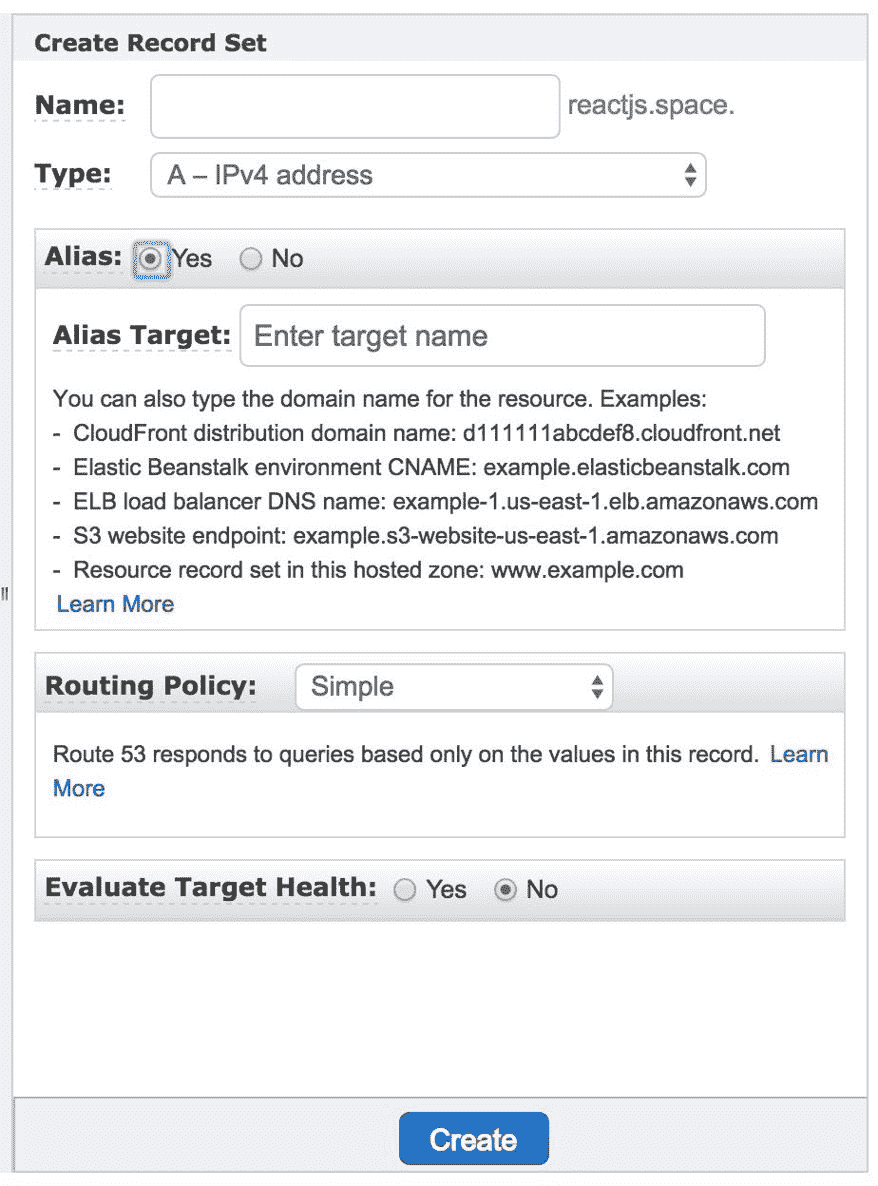 Create Record Set
Name: reactjs.space.
Type: A – IPv4 address
Alias: Yes No
Alias Target: Enter target name
You can also type the domain name for the resource. Examples:
- CloudFront distribution domain name: d111111abcdef8.cloudfront.net
- Elastic Beanstalk environment CNAME: example.elasticbeanstalk.com
- ELB load balancer DNS name: example-1.us-east-1.elb.amazonaws.com
- S3 website endpoint: example.s3-website-us-east-1.amazonaws.com
- Resource record set in this hosted zone: www.example.com
Learn More
Routing Policy: Simple
Route 53 responds to queries based only on the values in this record. Learn
More
Evaluate Target Health: Yes No
Create